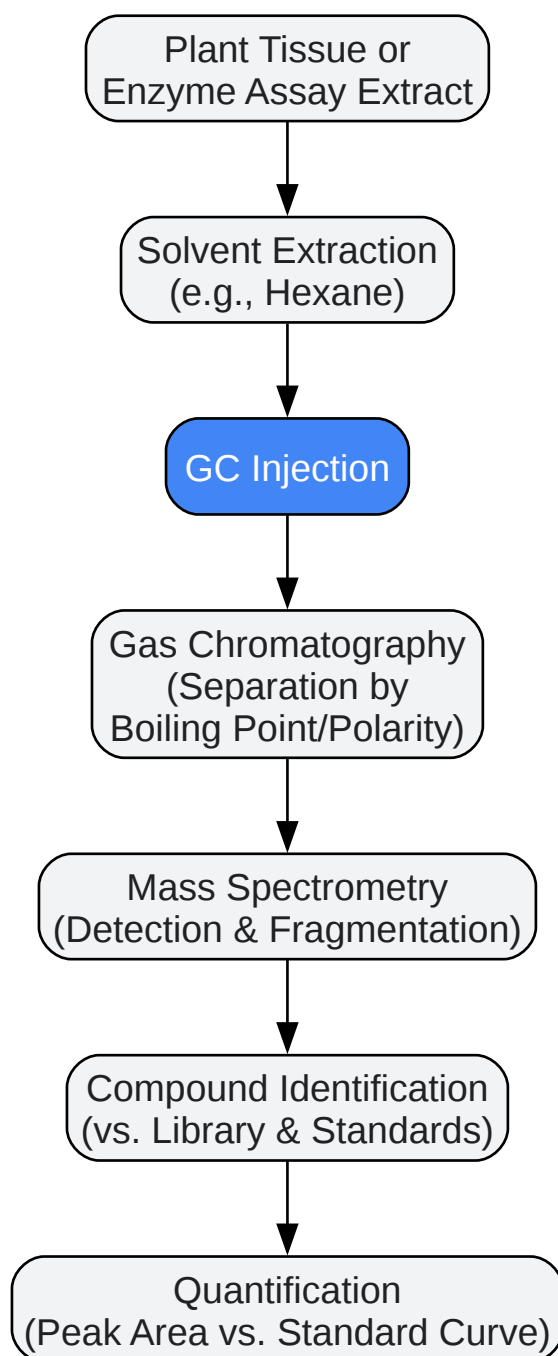 Plant Tissue or
Enzyme Assay Extract
Solvent Extraction
(e.g., Hexane)
GC Injection
Gas Chromatography
(Separation by
Boiling Point/Polarity)
Mass Spectrometry
(Detection & Fragmentation)
Compound Identification
(vs. Library & Standards)
Quantification
(Peak Area vs. Standard Curve)